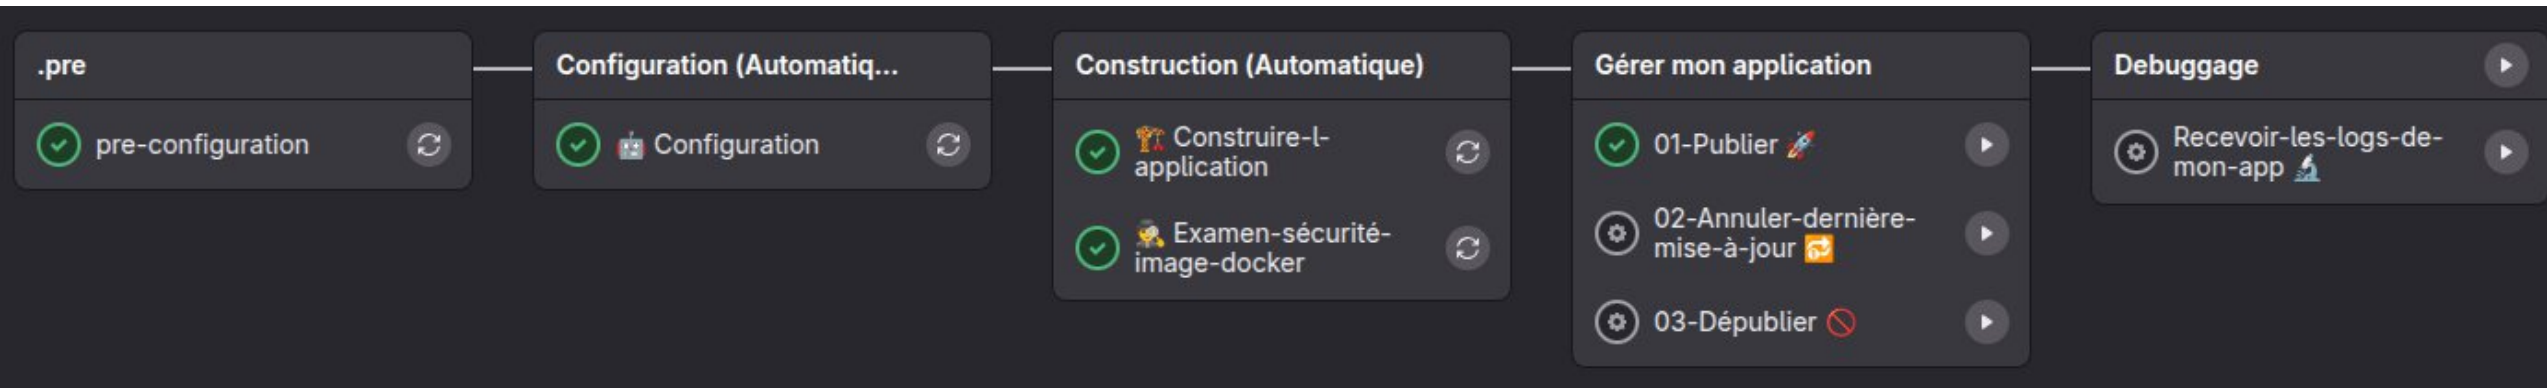 .pre
pre-configuration
Configuration (Automatiq...
🤖 Configuration
Construction (Automatique)
🏗️ Construire-l-
application
🕵️ Examen-sécurité-
image-docker
Gérer mon application
01-Publier 🚀
02-Annuler-dernière-
mise-à-jour 🔂
03-Dépublier 🚫
Debuggage
Recevoir-les-logs-de-
mon-app 🔬